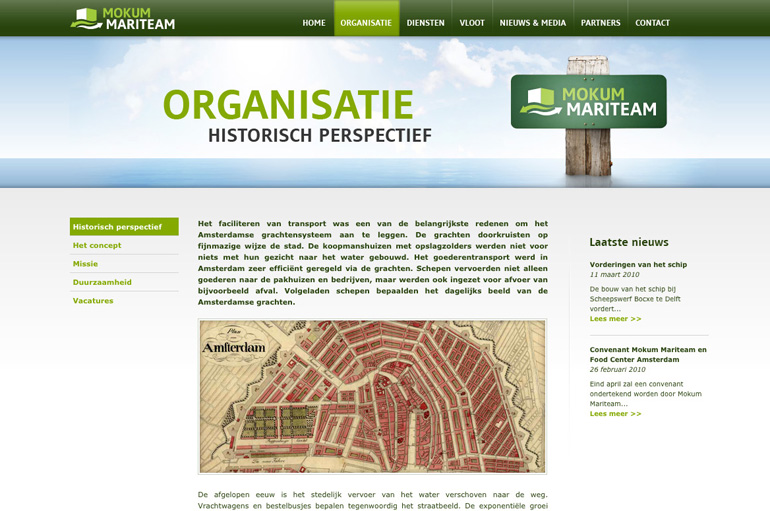 MOKUM
MARITEAM
HOME ORGANISATIE DIENSTEN VLOOT NIEUWS & MEDIA PARTNERS CONTACT
ORGANISATIE
HISTORISCH PERSPECTIEF
MOKUM
MARITEAM
Historisch perspectief
Het concept
Missie
Duurzaamheid
Vacatures
Het faciliteren van transport was een van de belangrijkste redenen om het
Amsterdamse grachtensysteem aan te leggen. De grachten doorkruisten op
fijnmazige wijze de stad. De koopmanshuizen met opslagzolders werden niet voor
niets met hun gezicht naar het water gebouwd. Het goederentransport werd in
Amsterdam zeer efficiënt geregeld via de grachten. Schepen vervoerden niet alleen
goederen naar de pakhuizen en bedrijven, maar werden ook ingezet voor afvoer van
bijvoorbeeld afval. Volgeladen schepen bepaalden het dagelijks beeld van de
Amsterdamse grachten.
Plan
Amsterdam
De afgelopen eeuw is het stedelijk vervoer van het water verschoven naar de weg.
Vrachtwagens en bestelbusjes bepalen tegenwoordig het straatbeeld. De exponentiële groei
Laatste nieuws
Vorderingen van het schip
11 maart 2010
De bouw van het schip bij
Scheepswerf Bocxe te Delft
vordert...
Lees meer >>
Convenant Mokum Mariteam en
Food Center Amsterdam
26 februari 2010
Eind april zal een convenant
ondertekend worden door Mokum
Mariteam...
Lees meer >>